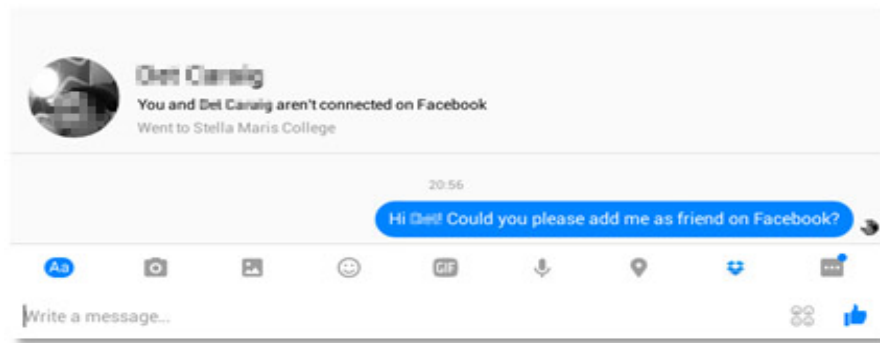 You and aren't connected on Facebook
Went to Stella Maris College
20:56
Hi Could you please add me as friend on Facebook?
Aa
GIF
Write a message...